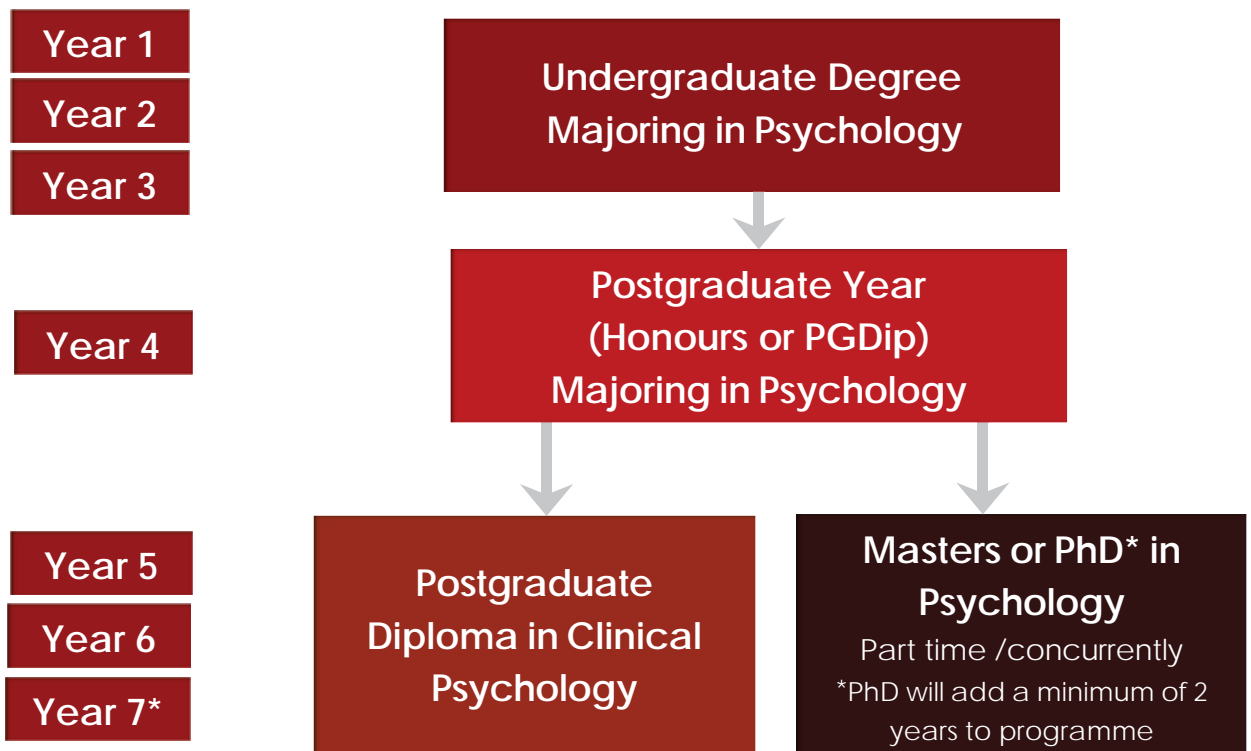 Year 1
Year 2
Year 3
Undergraduate Degree
Majoring in Psychology
Year 4
Postgraduate Year
(Honours or PGDip)
Majoring in Psychology
Year 5
Year 6
Year 7*
Postgraduate
Diploma in Clinical
Psychology
Masters or PhD* in
Psychology
Part time /concurrently
*PhD will add a minimum of 2
years to programme